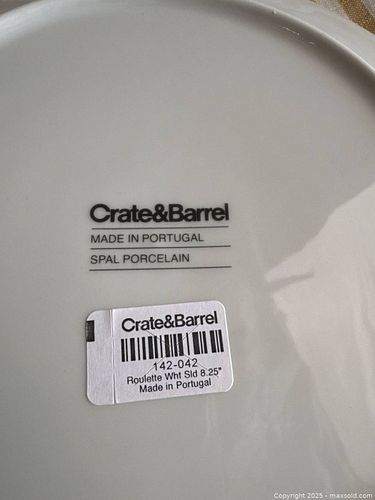 Crate&Barrel
MADE IN PORTUGAL
SPAL PORCELAIN
Crate&Barrel
142-042
Roulette Wht Sld 8.25"
Made in Portugal
Copyright 2025 - maxsold.com